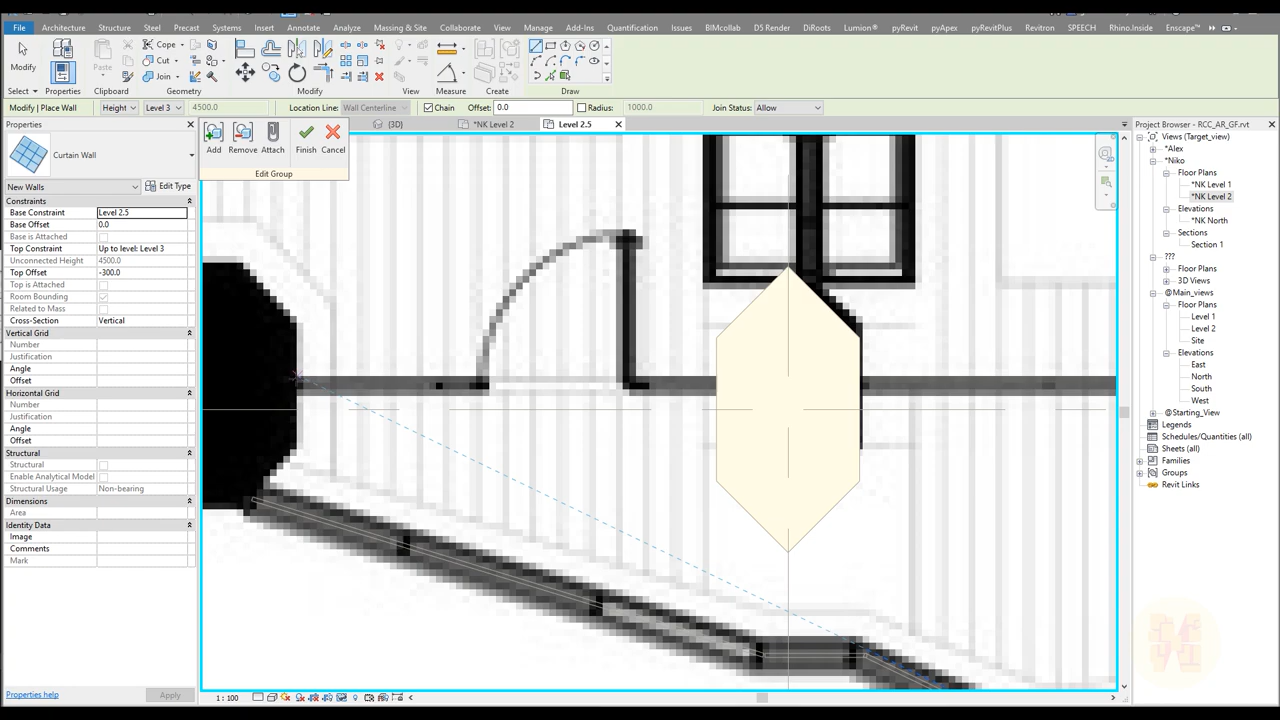 File Architecture Structure Steel Precast Systems Insert Annotate Analyze Massing & Site Collaborate View Manage Add-Ins Quantification Issues BIMcollab D5 Render DiRoots Lumion® pyRevit pyApex pyRevitPlus Revitron SPEECH Rhino.Inside Enscape™
Modify Paste Cope Cut Join
Select Properties Clipboard Geometry Modify View Measure Create Draw
Modify | Place Wall Height Level 3 4500.0 Location Line: Wall Centerline Chain Offset: 0.0 Radius: 1000.0 Join Status: Allow
Properties
(3D) *NK Level 2 Level 2.5
Project Browser - RCC_AR_GF.rvt
Add Remove Attach Finish Cancel
Edit Group
Curtain Wall
New Walls Edit Type
Constraints
Base Constraint Level 2.5
Base Offset 0.0
Base is Attached
Top Constraint Up to level: Level 3
Unconnected Height 4500.0
Top Offset -300.0
Top is Attached
Room Bounding
Related to Mass
Cross-Section Vertical
Vertical Grid
Number
Justification
Angle
Offset
Horizontal Grid
Number
Justification
Angle
Offset
Structural
Structural
Enable Analytical Model
Structural Usage Non-bearing
Dimensions
Area
Identity Data
Image
Comments
Mark
Properties help Apply
1 : 100
Views (Target_view)
*Alex
*Niko
Floor Plans
*NK Level 1
*NK Level 2
Elevations
*NK North
Sections
Section 1
???
Floor Plans
3D Views
@Main_views
Floor Plans
Level 1
Level 2
Site
Elevations
East
North
South
West
@Starting_View
Legends
Schedules/Quantities (all)
Sheets (all)
Families
Groups
Revit Links